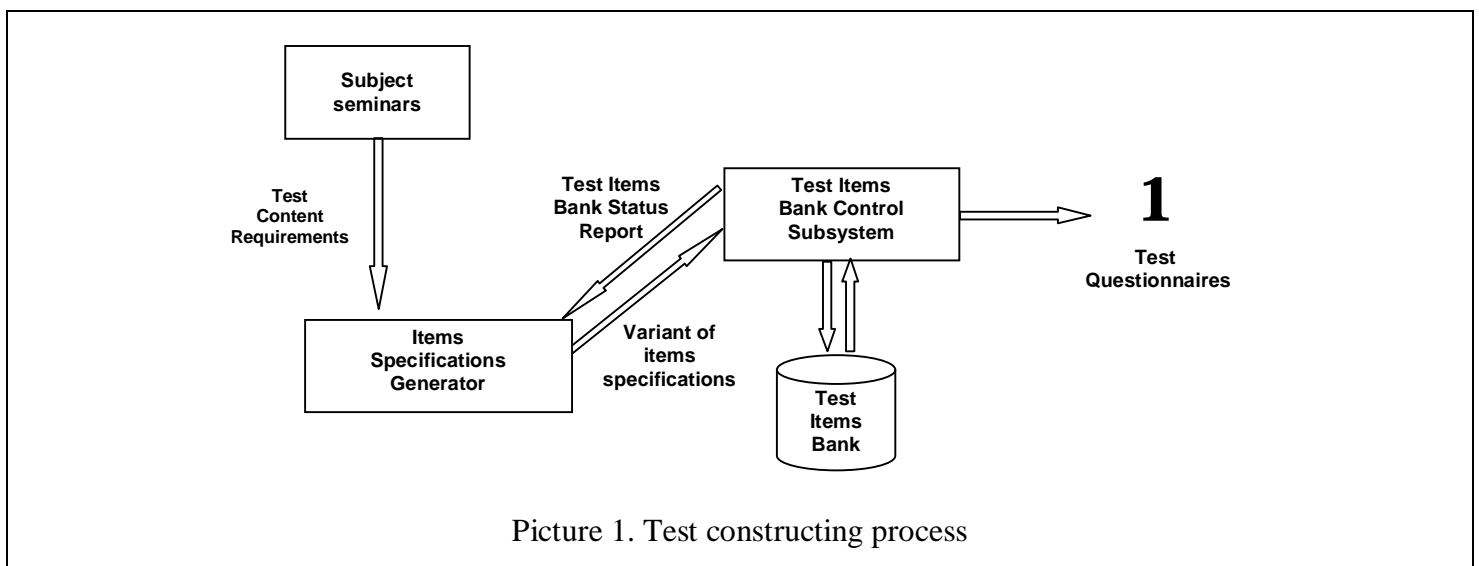 Subject
seminars
Test
Content
Requirements
Test Items
Bank Status
Report
Test Items
Bank Control
Subsystem
1
Test
Questionnaires
Items
Specifications
Generator
Variant of
items
specifications
Test
Items
Bank
Picture 1. Test constructing process